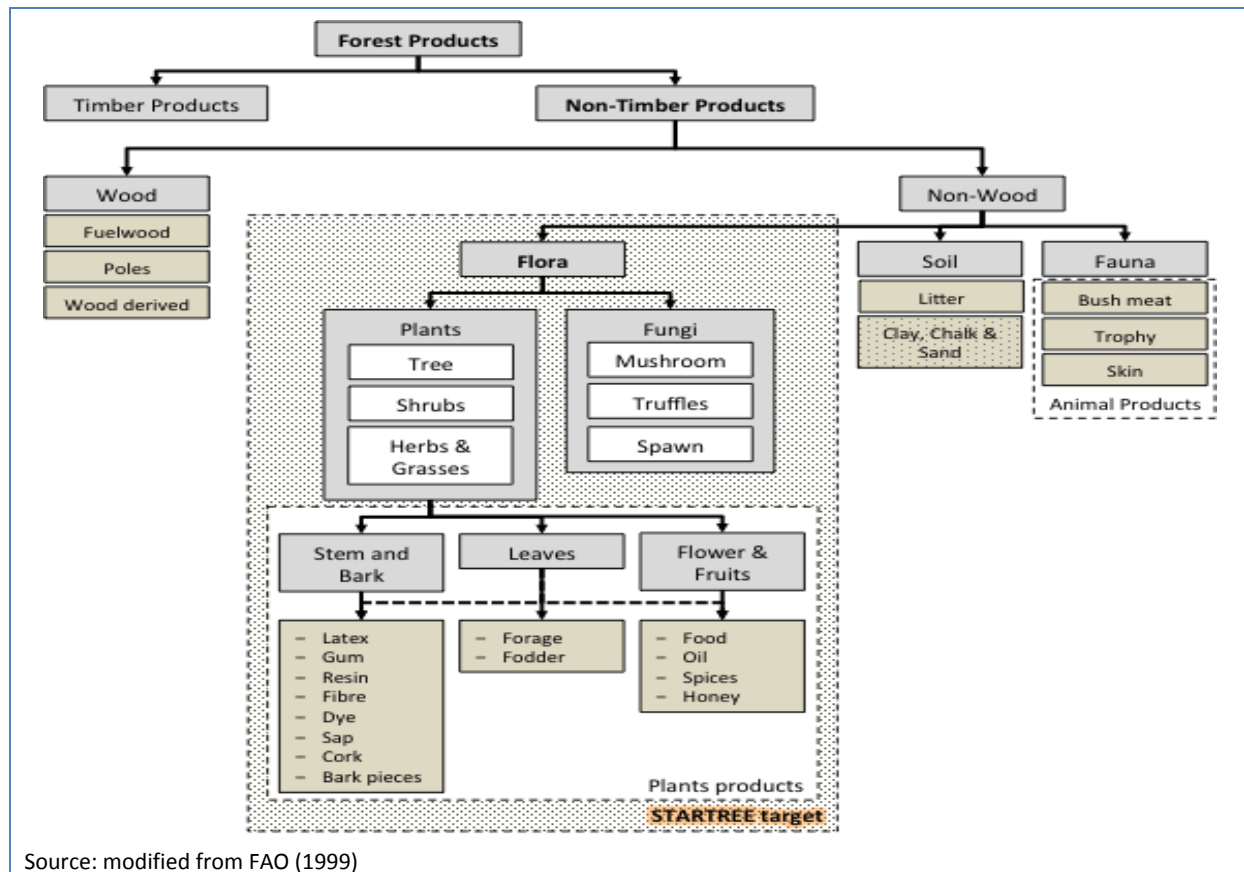 Forest Products
Timber Products
Non-Timber Products
Wood
Fuelwood
Poles
Wood derived
Non-Wood
Flora
Soil
Litter
Clay, Chalk &
Sand
Fauna
Bush meat
Trophy
Skin
Animal Products
Plants
Tree
Shrubs
Herbs &
Grasses
Fungi
Mushroom
Truffles
Spawn
Stem and
Bark
Leaves
Flower &
Fruits
– Latex
– Gum
– Resin
– Fibre
– Dye
– Sap
– Cork
– Bark pieces
– Forage
– Fodder
– Food
– Oil
– Spices
– Honey
Plants products
STARTREE target
Source: modified from FAO (1999)